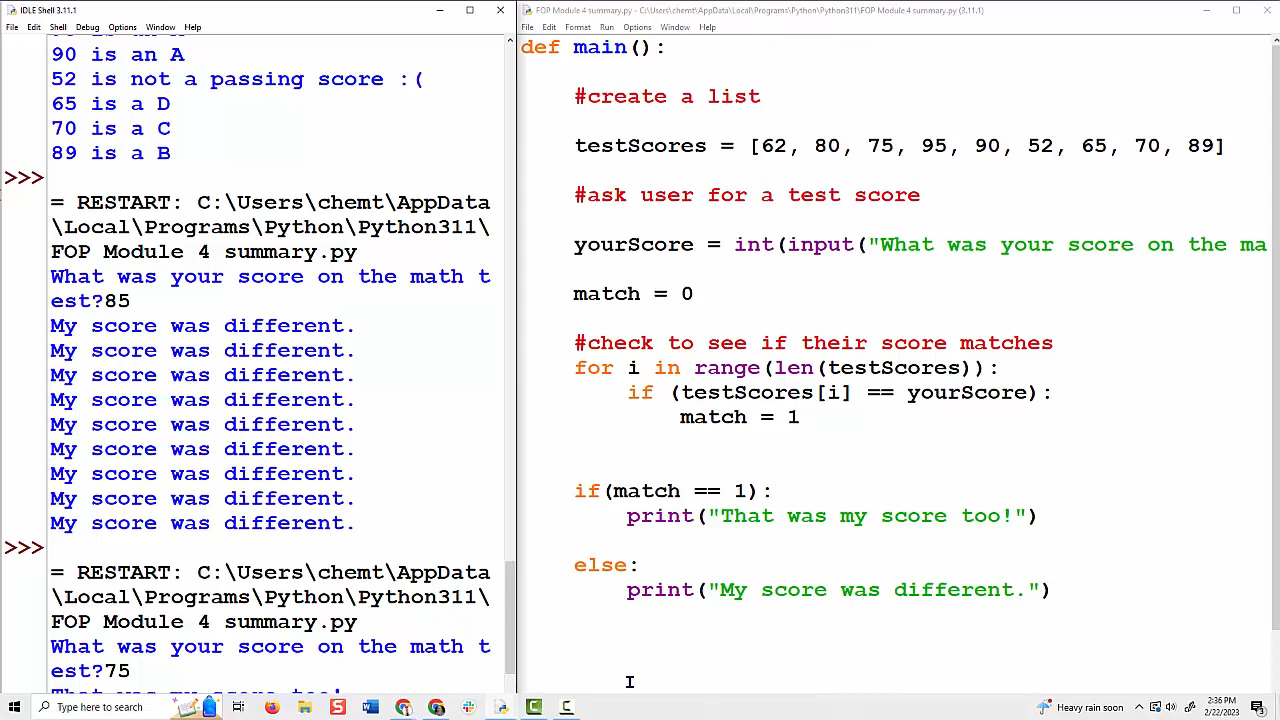 IDLE Shell 3.11.1
File Edit Shell Debug Options Window Help
90 is an A
52 is not a passing score :(
65 is a D
70 is a C
89 is a B
>>>
= RESTART: C:\Users\chemt\AppData
\Local\Programs\Python\Python311\
FOP Module 4 summary.py
What was your score on the math t
est?85
My score was different.
My score was different.
My score was different.
My score was different.
My score was different.
My score was different.
My score was different.
My score was different.
My score was different.
>>>
= RESTART: C:\Users\chemt\AppData
\Local\Programs\Python\Python311\
FOP Module 4 summary.py
What was your score on the math t
est?75
That was my score too!
FOP Module 4 summary.py - C:\Users\chemt\AppData\Local\Programs\Python\Python311\FOP Module 4 summary.py (3.11.1)
File Edit Format Run Options Window Help
def main():
#create a list
testScores = [62, 80, 75, 95, 90, 52, 65, 70, 89]
#ask user for a test score
yourScore = int(input("What was your score on the ma
match = 0
#check to see if their score matches
for i in range(len(testScores)):
if (testScores[i] == yourScore):
match = 1
if(match == 1):
print("That was my score too!")
else:
print("My score was different.")
Type here to search
Heavy rain soon
2:36 PM
2/22/2023